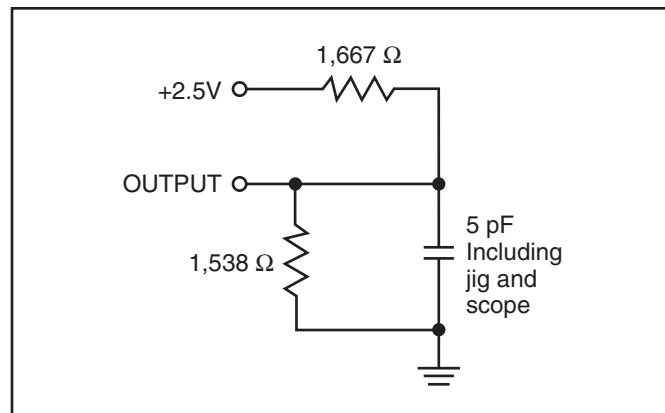 1,667 Ω
+2.5V
OUTPUT
1,538 Ω
5 pF
Including
jig and
scope